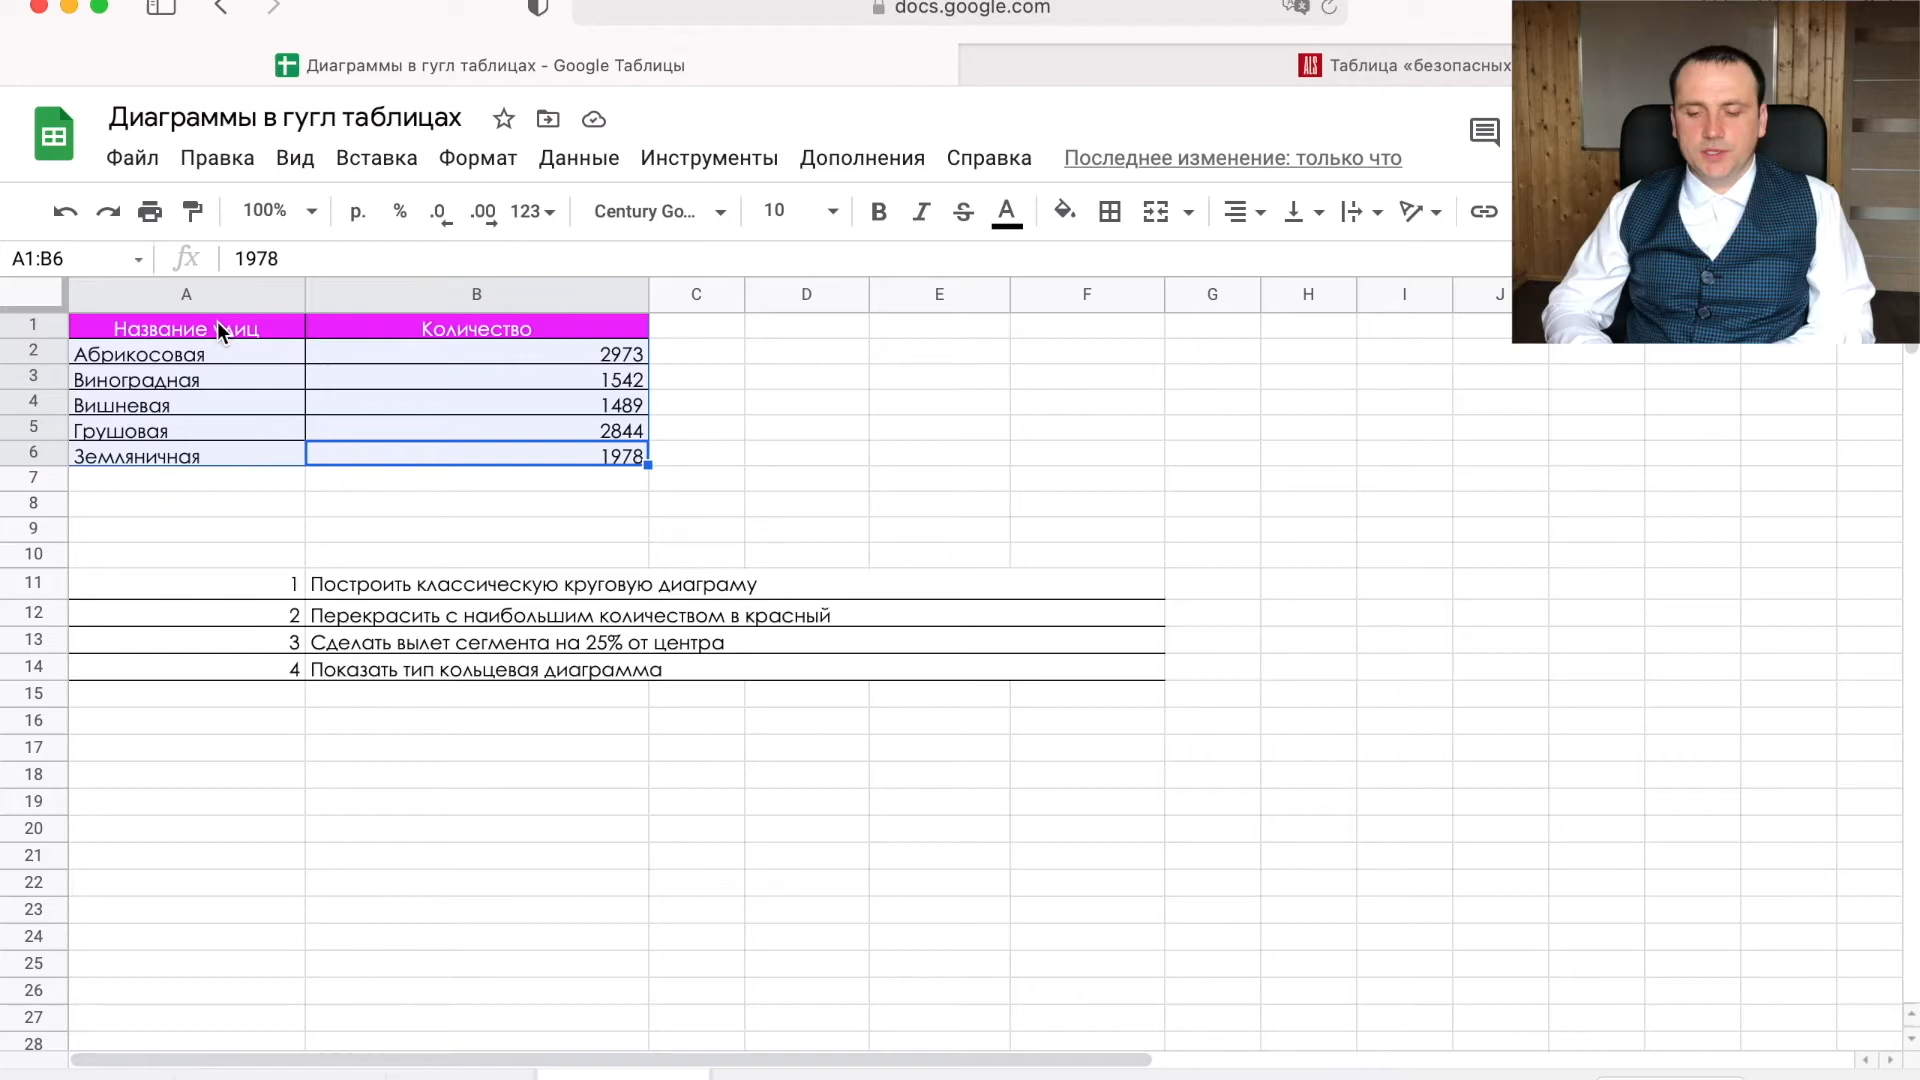 docs.google.com
Диаграммы в гугл таблицах - Google Таблицы
ALS Таблица «безопасных
Диаграммы в гугл таблицах
Файл Правка Вид Вставка Формат Данные Инструменты Дополнения Справка Последнее изменение: только что
100% р. % .0 .00 123 Century Go... 10 B I S A
A1:B6 fx 1978
A B C D E F G H I J
1 Название Количество
2 Абрикосовая 2973
3 Виноградная 1542
4 Вишневая 1489
5 Грушовая 2844
6 Земляничная 1978
7
8
9
10
11 1 Построить классическую круговую диаграму
12 2 Перекрасить с наибольшим количеством в красный
13 3 Сделать вылет сегмента на 25% от центра
14 4 Показать тип кольцевая диаграмма
15
16
17
18
19
20
21
22
23
24
25
26
27
28